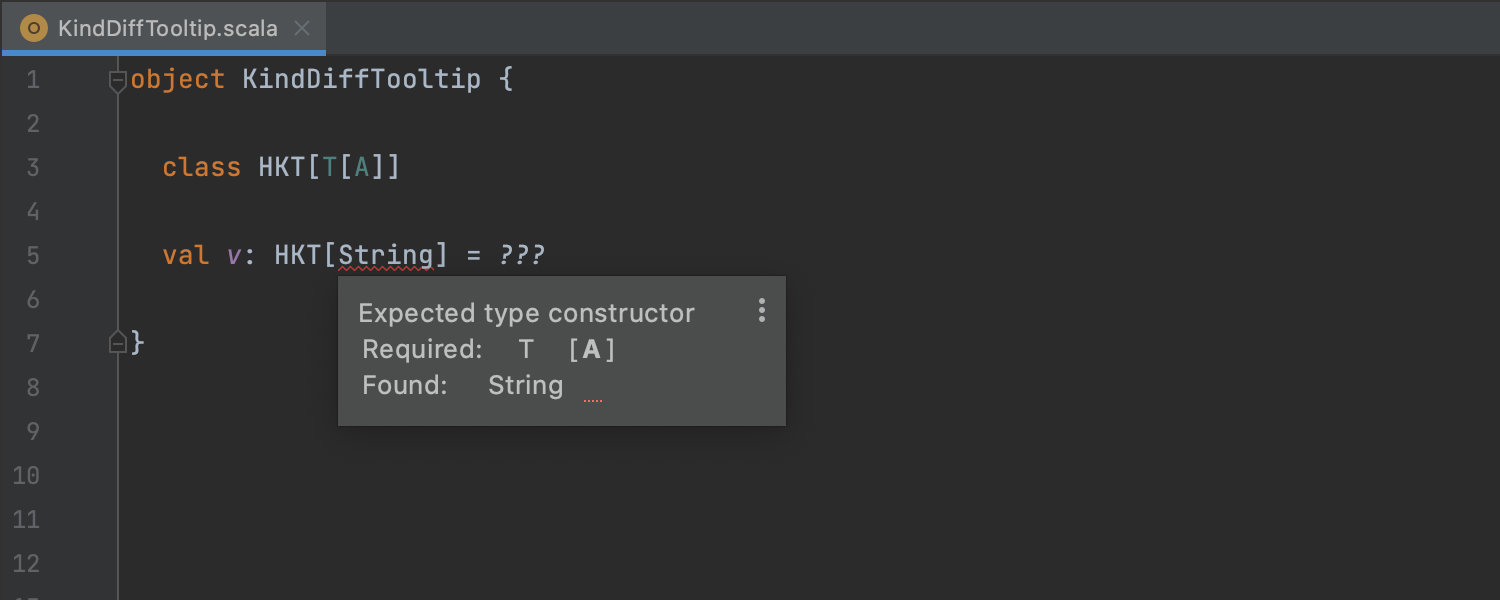 KindDiffTooltip.scala
1 object KindDiffTooltip {
2
3 class HKT[T[A]]
4
5 val v: HKT[String] = ???
6
Expected type constructor
Required: T [A]
7 }
Found: String
8
9
10
11
12